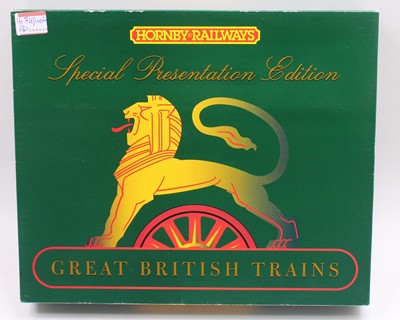 HORNBY RAILWAYS
Special Presentation Edition
GREAT BRITISH TRAINS